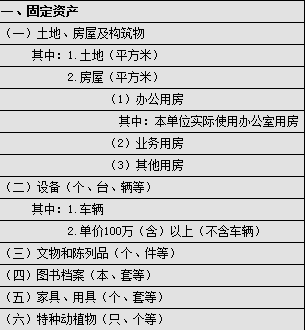 一、固定资产
（一）土地、房屋及构筑物
其中：1.土地（平方米）
2.房屋（平方米）
（1）办公用房
其中：本单位实际使用办公室用房
（2）业务用房
（3）其他用房
（二）设备（个、台、辆等）
其中：1.车辆
2.单价100万（含）以上（不含车辆）
（三）文物和陈列品（个、件等）
（四）图书档案（本、套等）
（五）家具、用具（个、套等）
（六）特种动植物（只、个等）